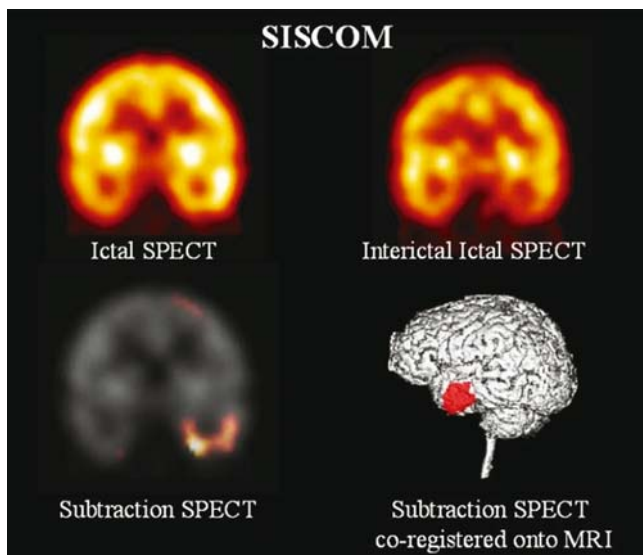 SISCOM
Ictal SPECT
Interictal Ictal SPECT
Subtraction SPECT
Subtraction SPECT
co-registered onto MRI